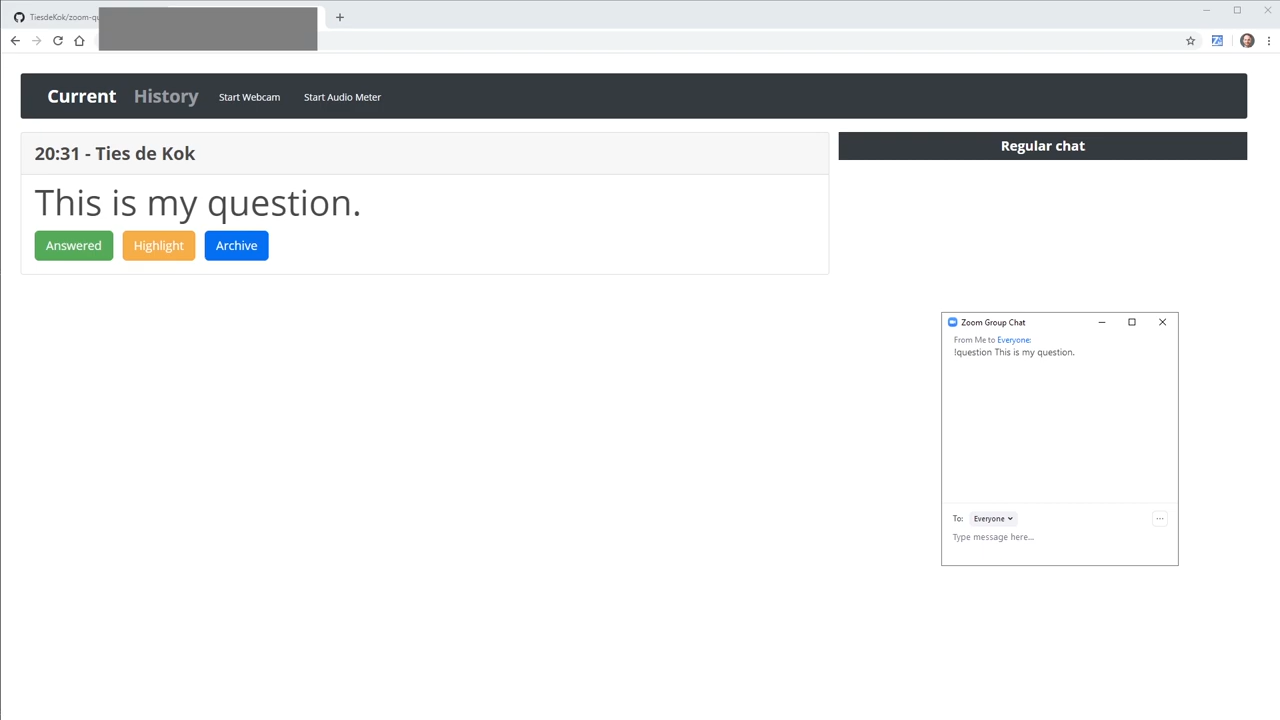 TiesdeKok/zoom-qu
Current History Start Webcam Start Audio Meter
20:31 - Ties de Kok
This is my question.
Answered Highlight Archive
Regular chat
Zoom Group Chat
From Me to Everyone:
!question This is my question.
To: Everyone
Type message here...